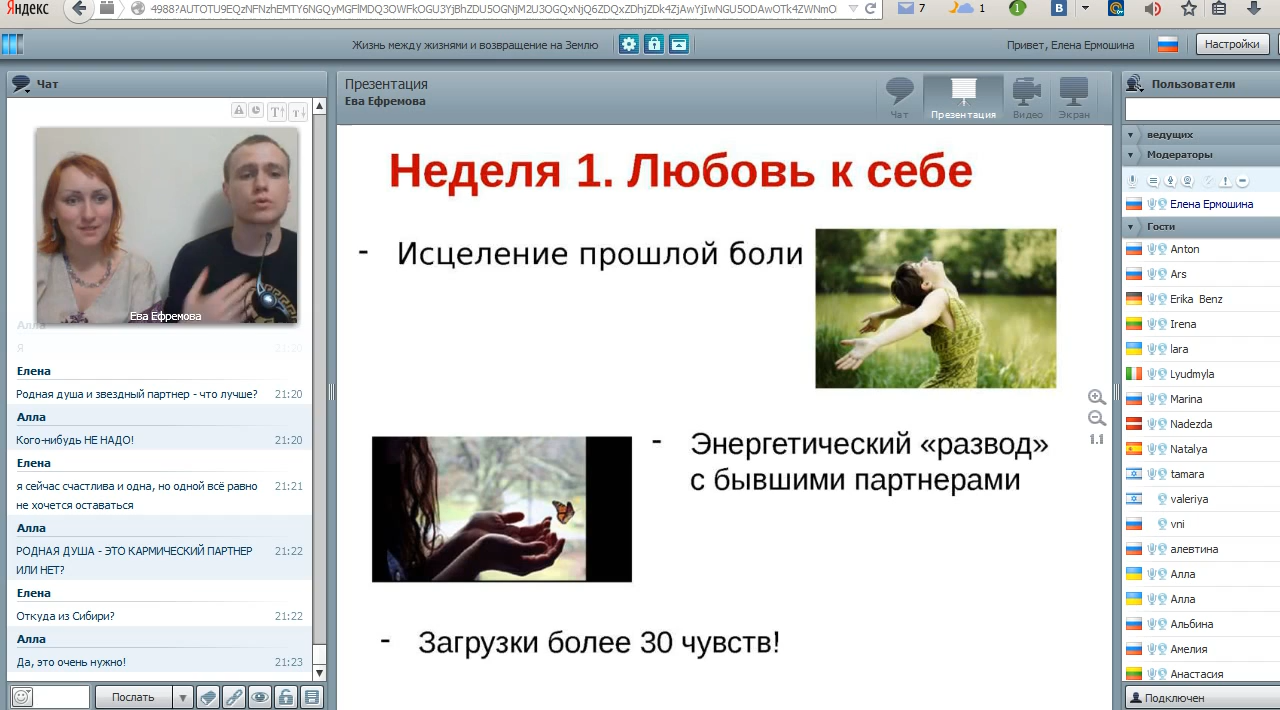 Яндекс
7
1
1
Жизнь между жизнями и возвращение на Землю
Привет, Елена Ермошина
Настройки
Чат
Ева Ефремова
Алла
Я 21:20
Елена
Родная душа и звездный партнер - что лучше? 21:20
Алла
Кого-нибудь НЕ НАДО! 21:20
Елена
я сейчас счастлива и одна, но одной всё равно 21:21
не хочется оставаться
Алла
РОДНАЯ ДУША - ЭТО КАРМИЧЕСКИЙ ПАРТНЕР 21:22
ИЛИ НЕТ?
Елена
Откуда из Сибири? 21:22
Алла
Да, это очень нужно! 21:23
Послать
Презентация
Ева Ефремова
Чат
Презентация
Видео
Экран
Неделя 1. Любовь к себе
- Исцеление прошлой боли
- Энергетический «развод»
с бывшими партнерами
- Загрузки более 30 чувств!
1.1
Пользователи
ведущих
Модераторы
Елена Ермошина
Гости
Anton
Ars
Erika Benz
Irena
lara
Lyudmyla
Marina
Nadezda
Natalya
tamara
valeriya
vni
алевтина
Алла
Алла
Альбина
Амелия
Анастасия
Подключен